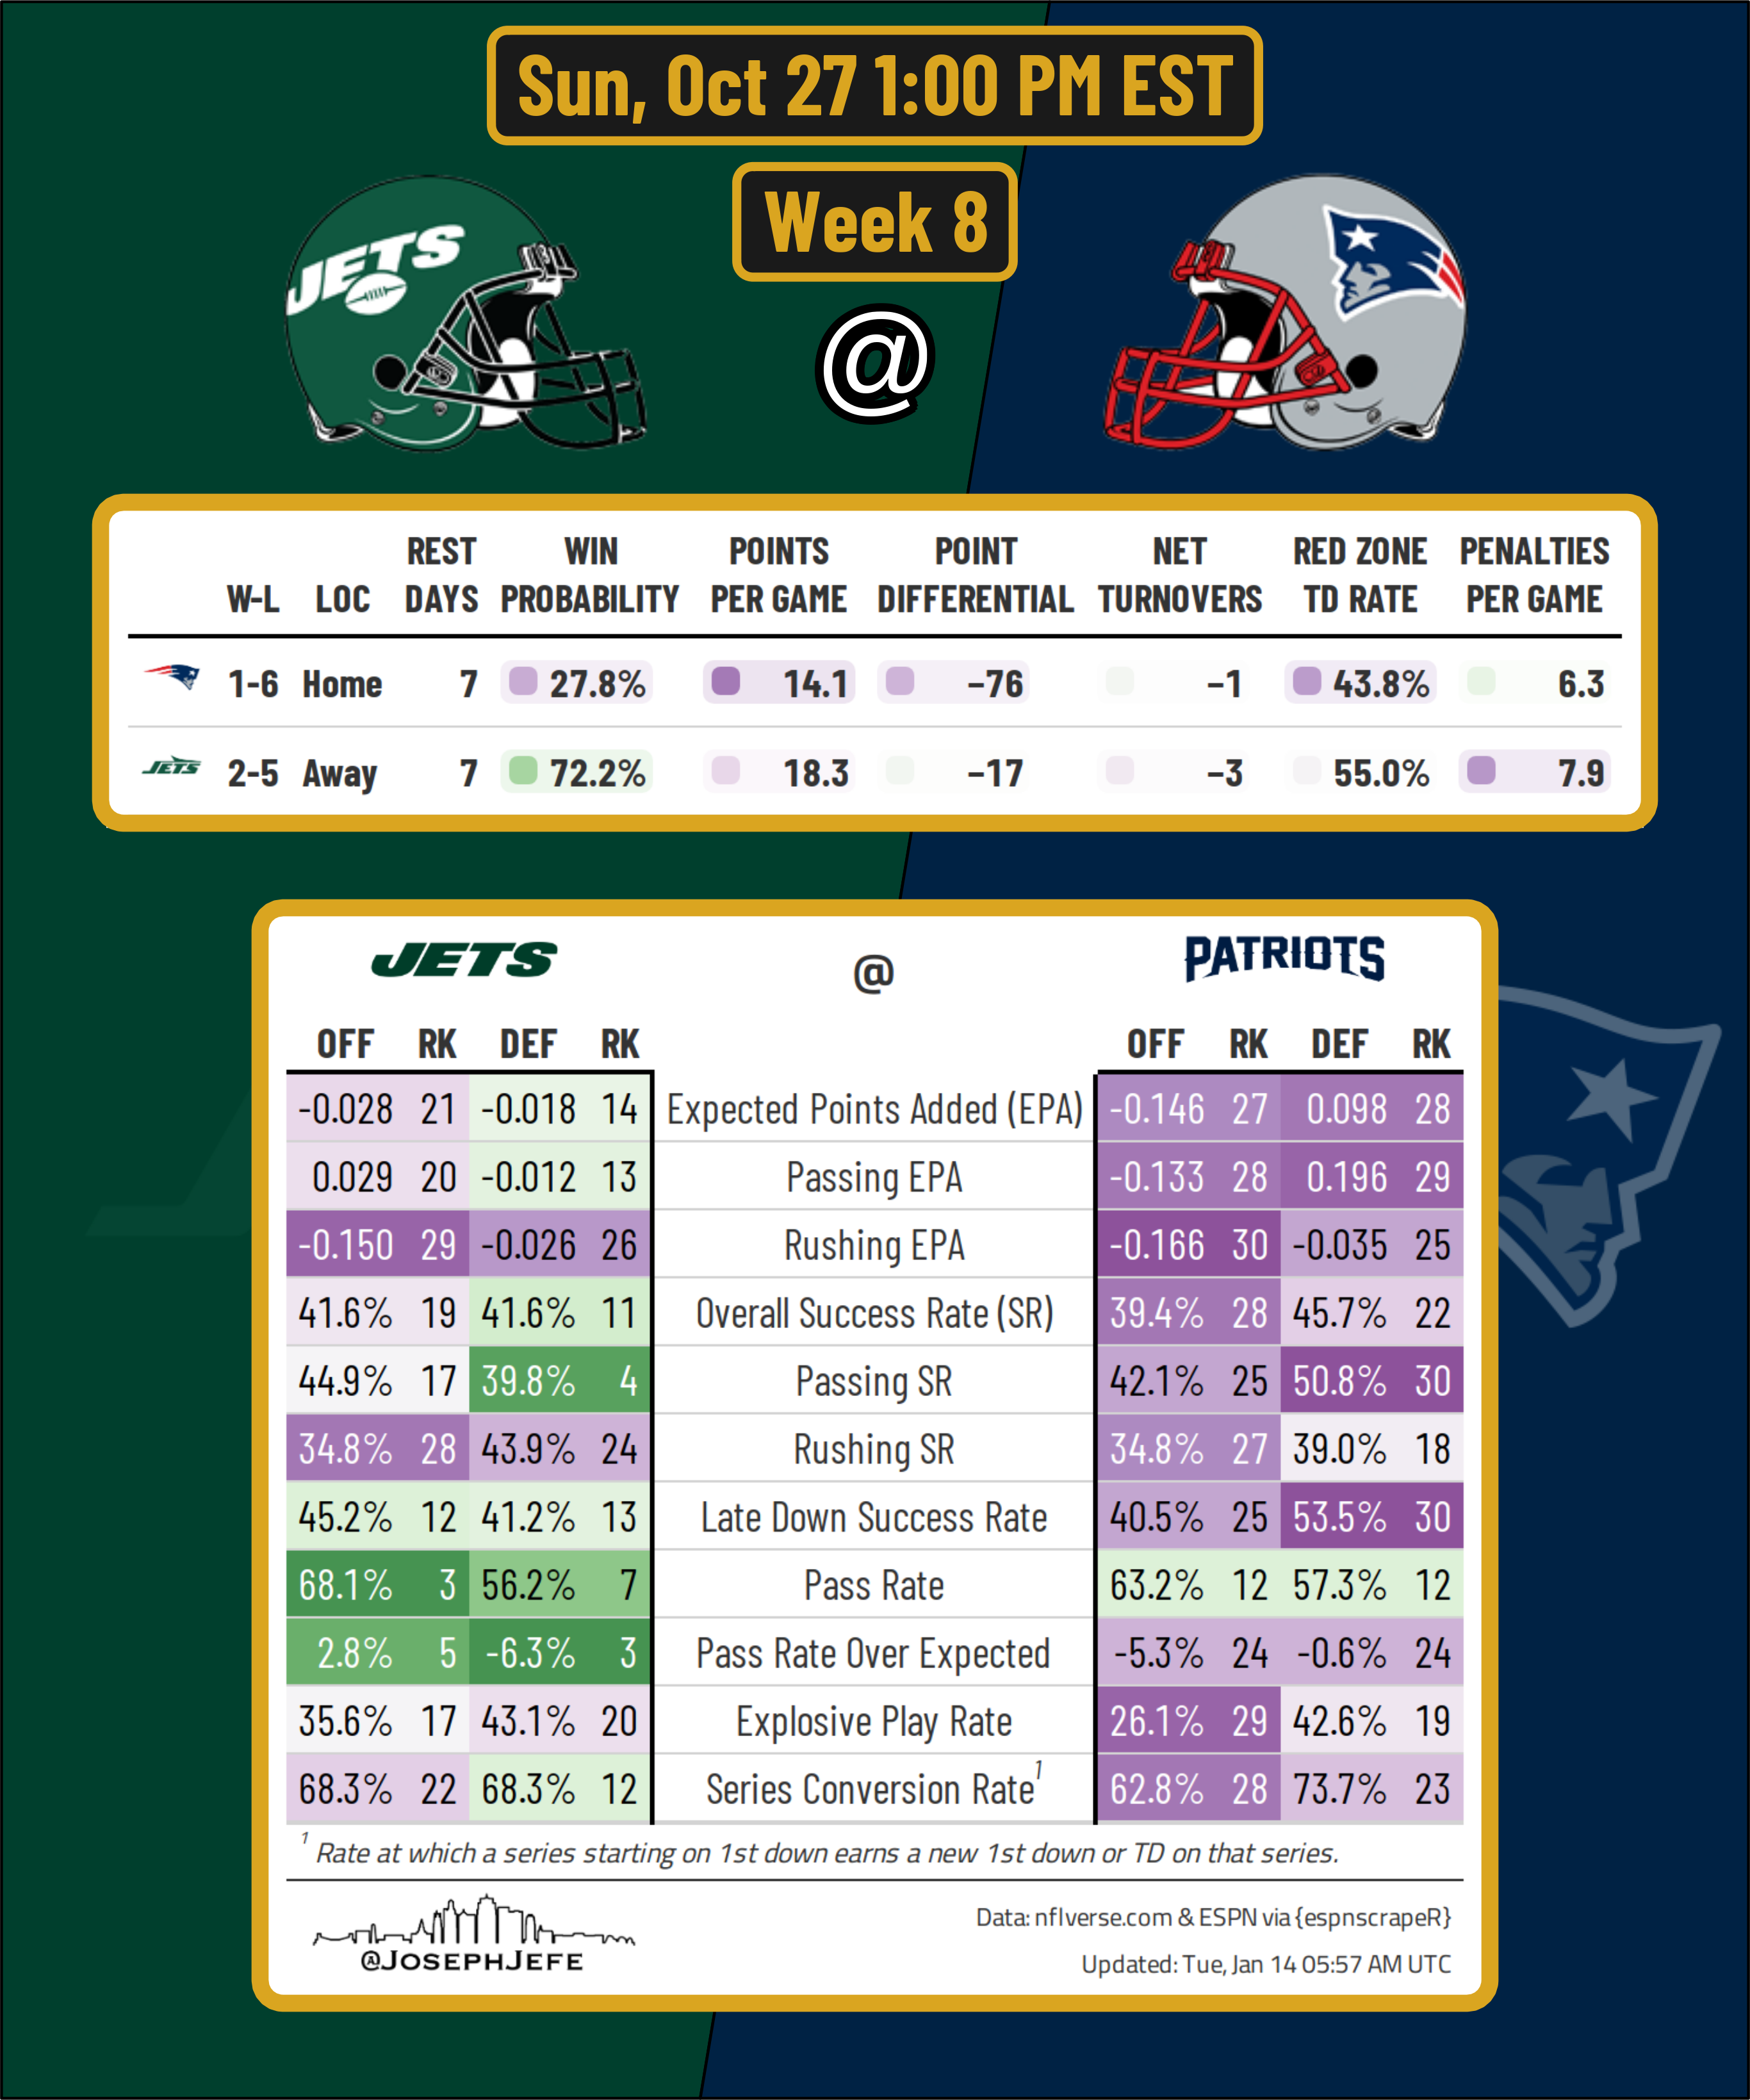 Sun, Oct 27 1:00 PM EST
Week 8
JETS
@
W-L LOC REST DAYS WIN PROBABILITY POINTS PER GAME POINT DIFFERENTIAL NET TURNOVERS RED ZONE TD RATE PENALTIES PER GAME
1-6 Home 7 27.8% 14.1 −76 −1 43.8% 6.3
JETS 2-5 Away 7 72.2% 18.3 −17 −3 55.0% 7.9
JETS @ PATRIOTS
OFF RK DEF RK OFF RK DEF RK
-0.028 21 -0.018 14 Expected Points Added (EPA) -0.146 27 0.098 28
0.029 20 -0.012 13 Passing EPA -0.133 28 0.196 29
-0.150 29 -0.026 26 Rushing EPA -0.166 30 -0.035 25
41.6% 19 41.6% 11 Overall Success Rate (SR) 39.4% 28 45.7% 22
44.9% 17 39.8% 4 Passing SR 42.1% 25 50.8% 30
34.8% 28 43.9% 24 Rushing SR 34.8% 27 39.0% 18
45.2% 12 41.2% 13 Late Down Success Rate 40.5% 25 53.5% 30
68.1% 3 56.2% 7 Pass Rate 63.2% 12 57.3% 12
2.8% 5 -6.3% 3 Pass Rate Over Expected -5.3% 24 -0.6% 24
35.6% 17 43.1% 20 Explosive Play Rate 26.1% 29 42.6% 19
68.3% 22 68.3% 12 Series Conversion Rate¹ 62.8% 28 73.7% 23
¹ Rate at which a series starting on 1st down earns a new 1st down or TD on that series.
@JOSEPHJEFE
Data: nflverse.com & ESPN via {espnscrapeR}
Updated: Tue, Jan 14 05:57 AM UTC